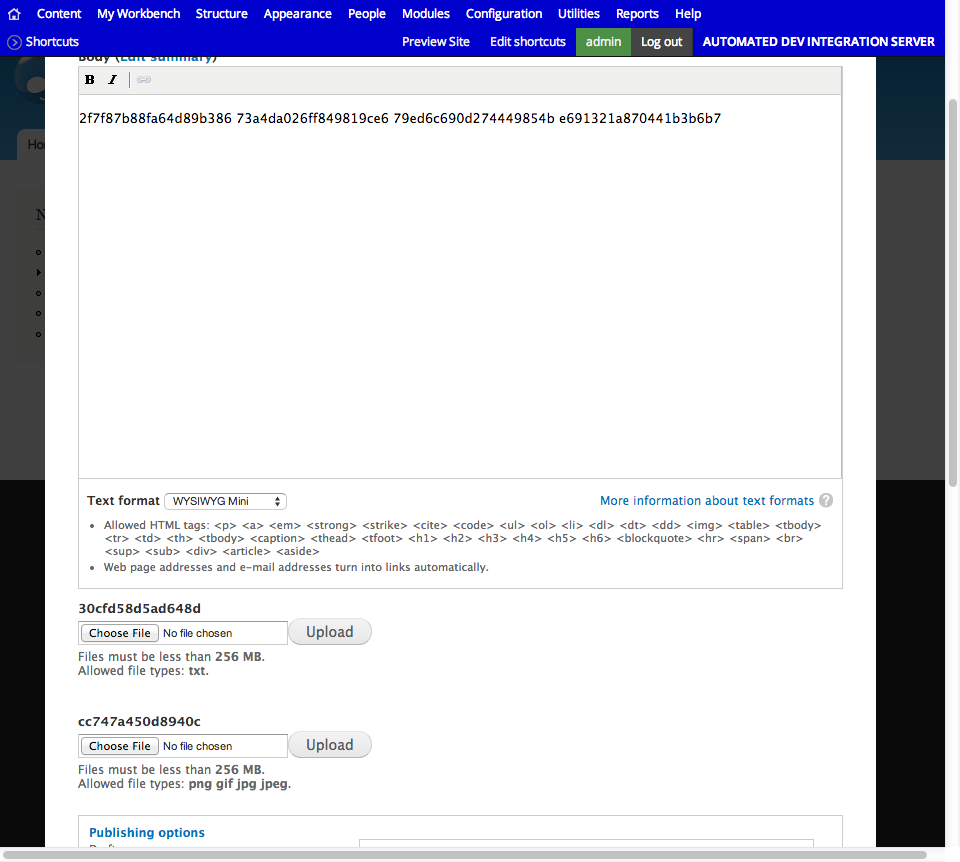 Content My Workbench Structure Appearance People Modules Configuration Utilities Reports Help
Shortcuts Preview Site Edit shortcuts admin Log out AUTOMATED DEV INTEGRATION SERVER
Body (Edit summary)
B I
2f7f87b88fa64d89b386 73a4da026ff849819ce6 79ed6c690d274449854b e691321a870441b3b6b7
Text format WYSIWYG Mini More information about text formats ?
• Allowed HTML tags: <p> <a> <em> <strong> <strike> <cite> <code> <ul> <ol> <li> <dl> <dt> <dd> <img> <table> <tbody>
<tr> <td> <th> <tbody> <caption> <thead> <tfoot> <h1> <h2> <h3> <h4> <h5> <h6> <blockquote> <hr> <span> <br>
<sup> <sub> <div> <article> <aside>
• Web page addresses and e-mail addresses turn into links automatically.
30cfd58d5ad648d
Choose File No file chosen Upload
Files must be less than 256 MB.
Allowed file types: txt.
cc747a450d8940c
Choose File No file chosen Upload
Files must be less than 256 MB.
Allowed file types: png gif jpg jpeg.
Publishing options